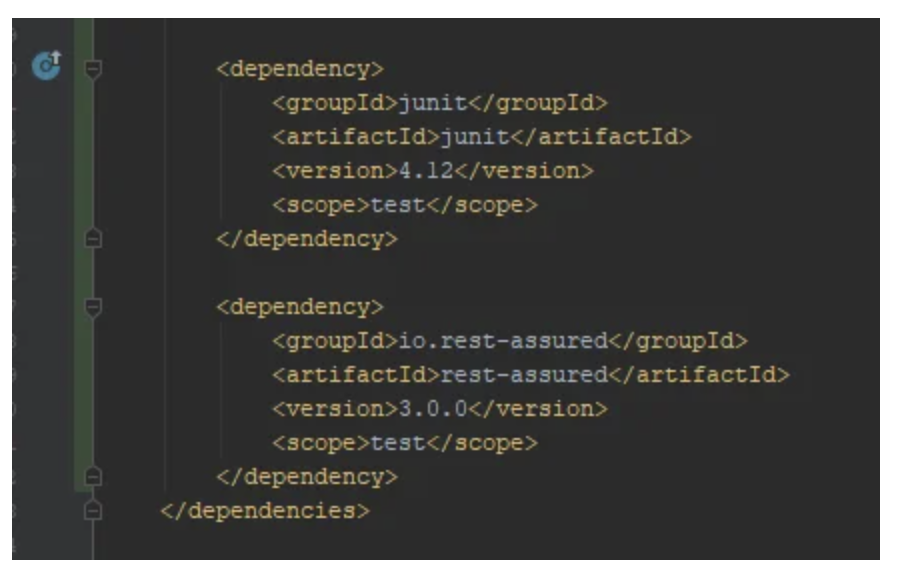 <dependency>
<groupId>junit</groupId>
<artifactId>junit</artifactId>
<version>4.12</version>
<scope>test</scope>
</dependency>
<dependency>
<groupId>io.rest-assured</groupId>
<artifactId>rest-assured</artifactId>
<version>3.0.0</version>
<scope>test</scope>
</dependency>
</dependencies>